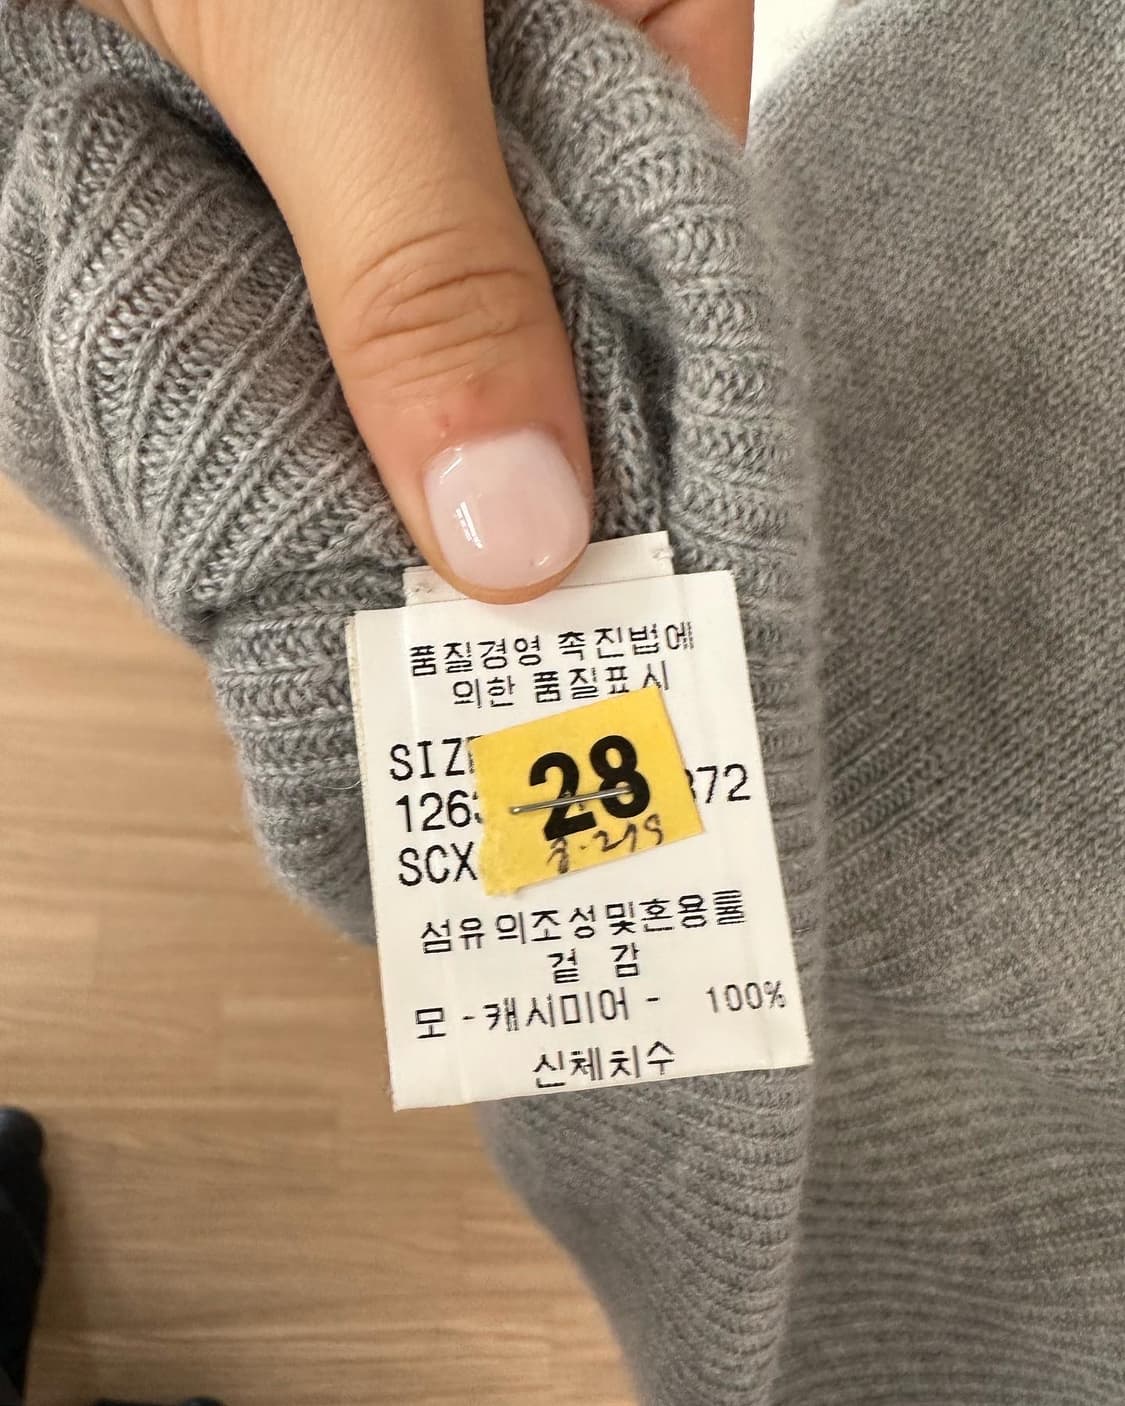 품질경영 촉진법에
의한 품질표시
28
372
SCX
섬유의조성및혼용률
겉 감
모 -캐시미어- 100%
신체치수